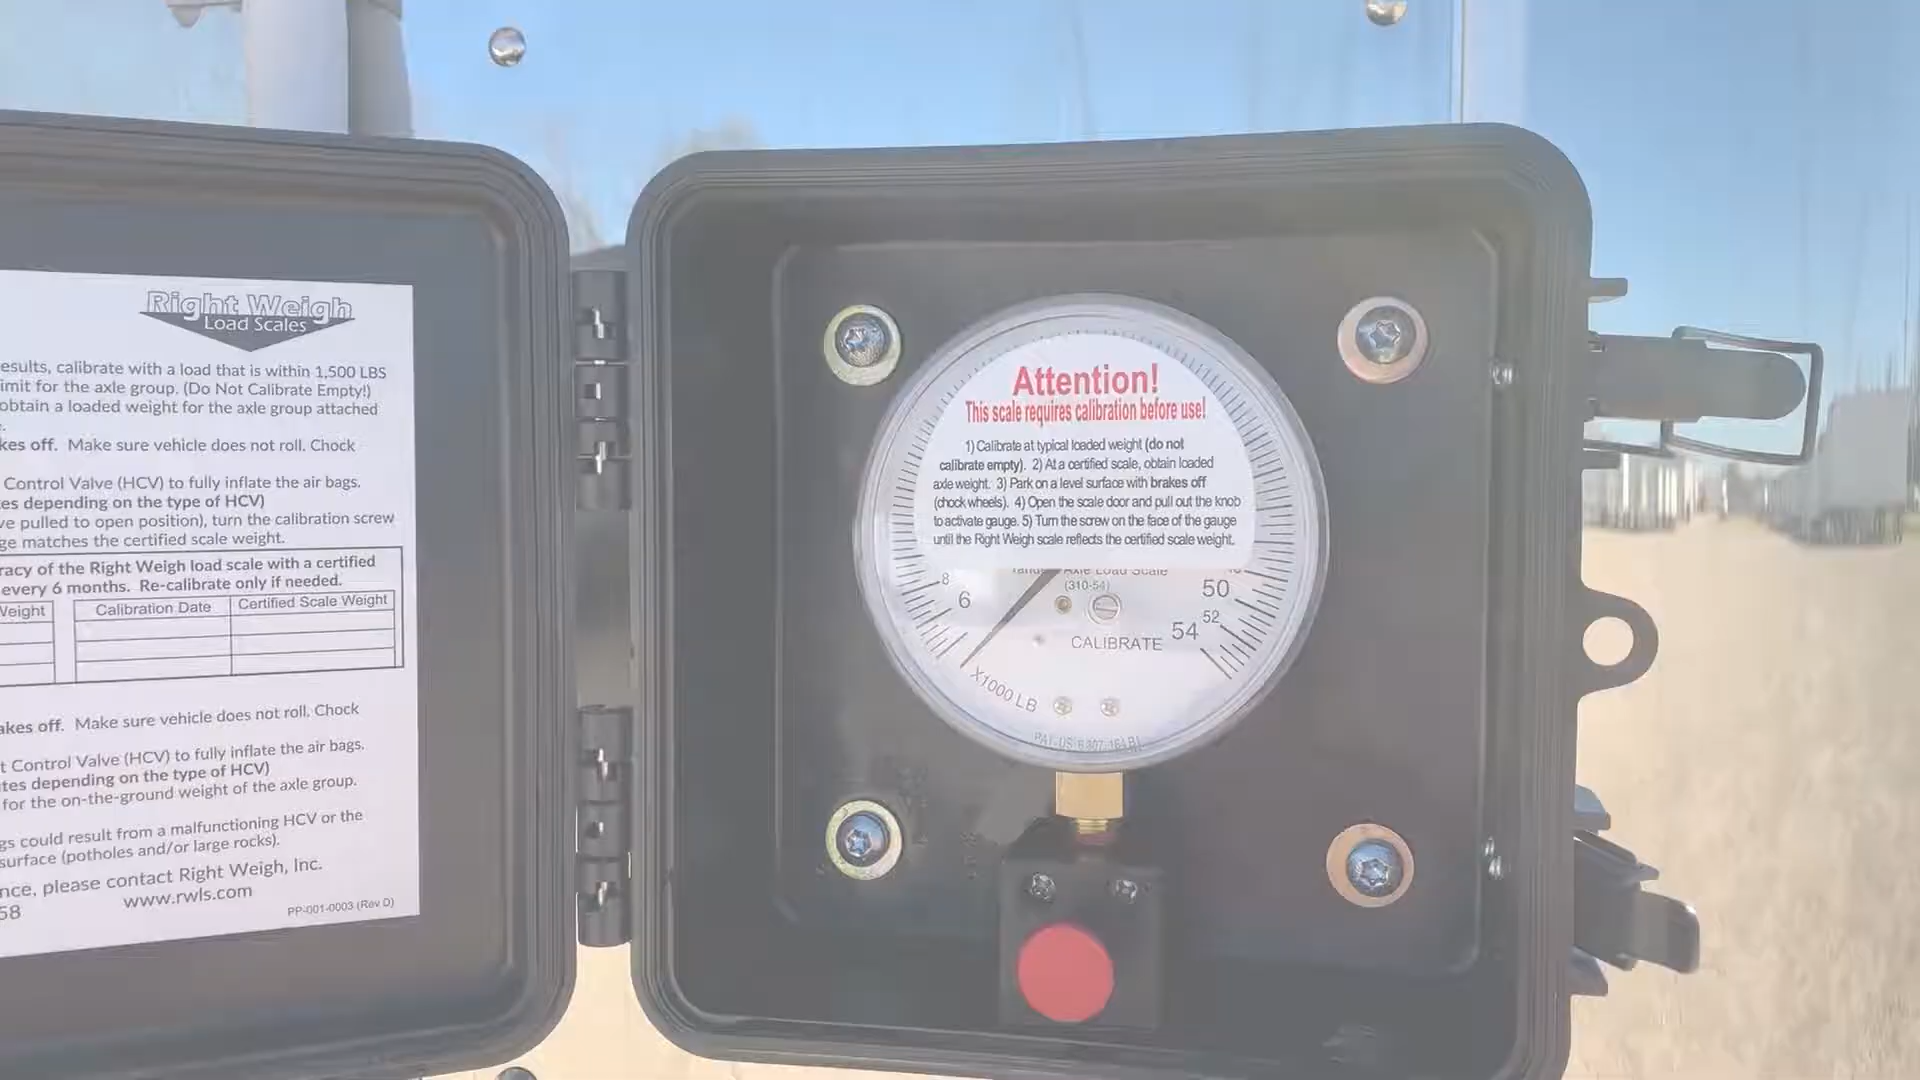 Right Weigh
Load Scales
esults, calibrate with a load that is within 1,500 LBS
imit for the axle group. (Do Not Calibrate Empty!)
obtain a loaded weight for the axle group attached
kes off. Make sure vehicle does not roll. Chock
Control Valve (HCV) to fully inflate the air bags.
es depending on the type of HCV)
ve pulled to open position), turn the calibration screw
ge matches the certified scale weight.
racy of the Right Weigh load scale with a certified
every 6 months. Re-calibrate only if needed.
Weight Calibration Date Certified Scale Weight
akes off. Make sure vehicle does not roll. Chock
t Control Valve (HCV) to fully inflate the air bags.
tes depending on the type of HCV)
for the on-the-ground weight of the axle group.
gs could result from a malfunctioning HCV or the
surface (potholes and/or large rocks).
nce, please contact Right Weigh, Inc.
www.rwls.com
58
PP-001-0003 (Rev D)
Attention!
This scale requires calibration before use!
1) Calibrate at typical loaded weight (do not
calibrate empty). 2) At a certified scale, obtain loaded
axle weight. 3) Park on a level surface with brakes off
(chock wheels). 4) Open the scale door and pull out the knob
to activate gauge. 5) Turn the screw on the face of the gauge
until the Right Weigh scale reflects the certified scale weight.
Axle Load Scale
(310-54)
8
6
50
52
54
CALIBRATE
X1000 LB